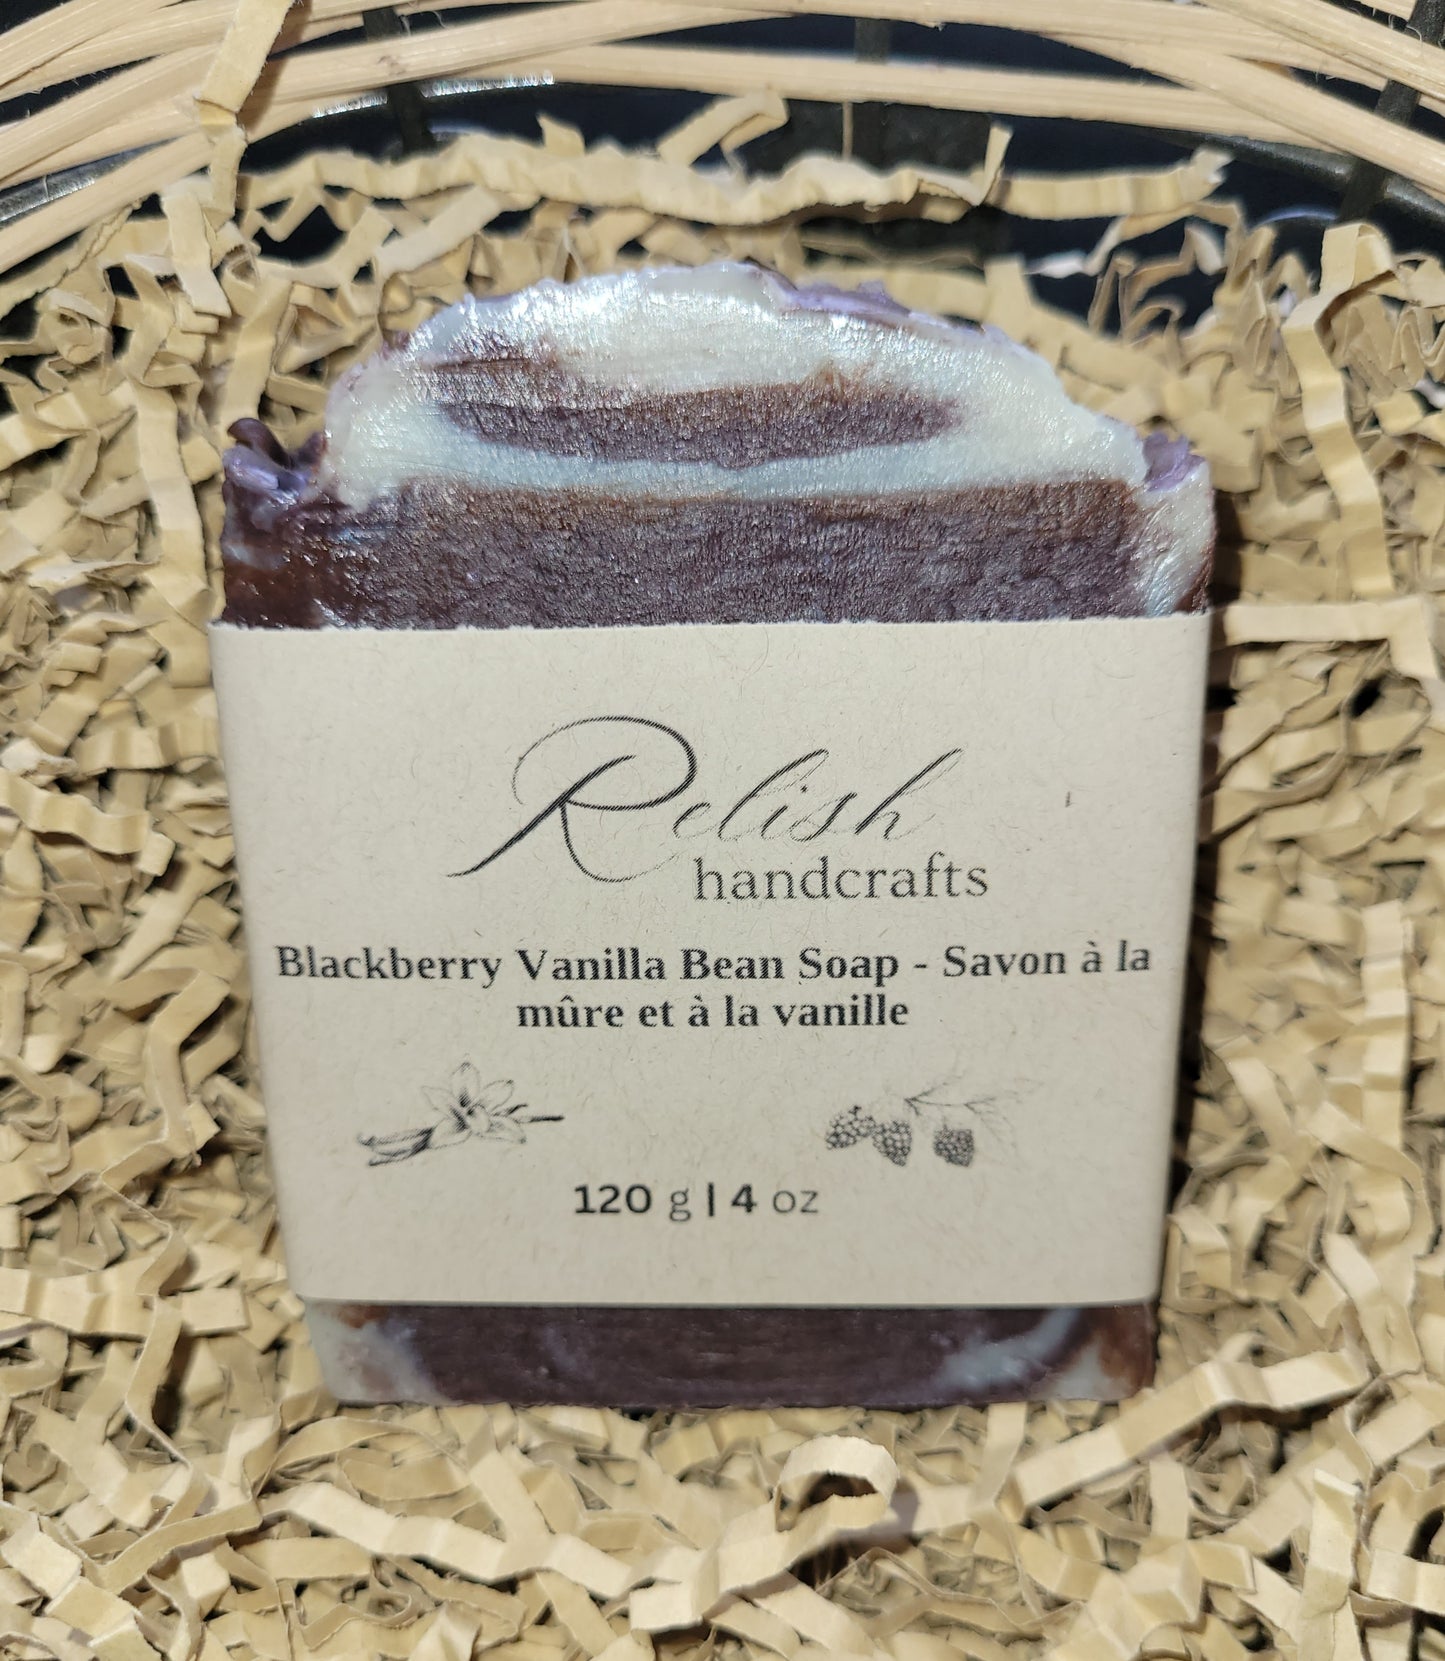 Relish
handcrafts
Blackberry Vanilla Bean Soap - Savon à la
mûre et à la vanille
120 g | 4 oz